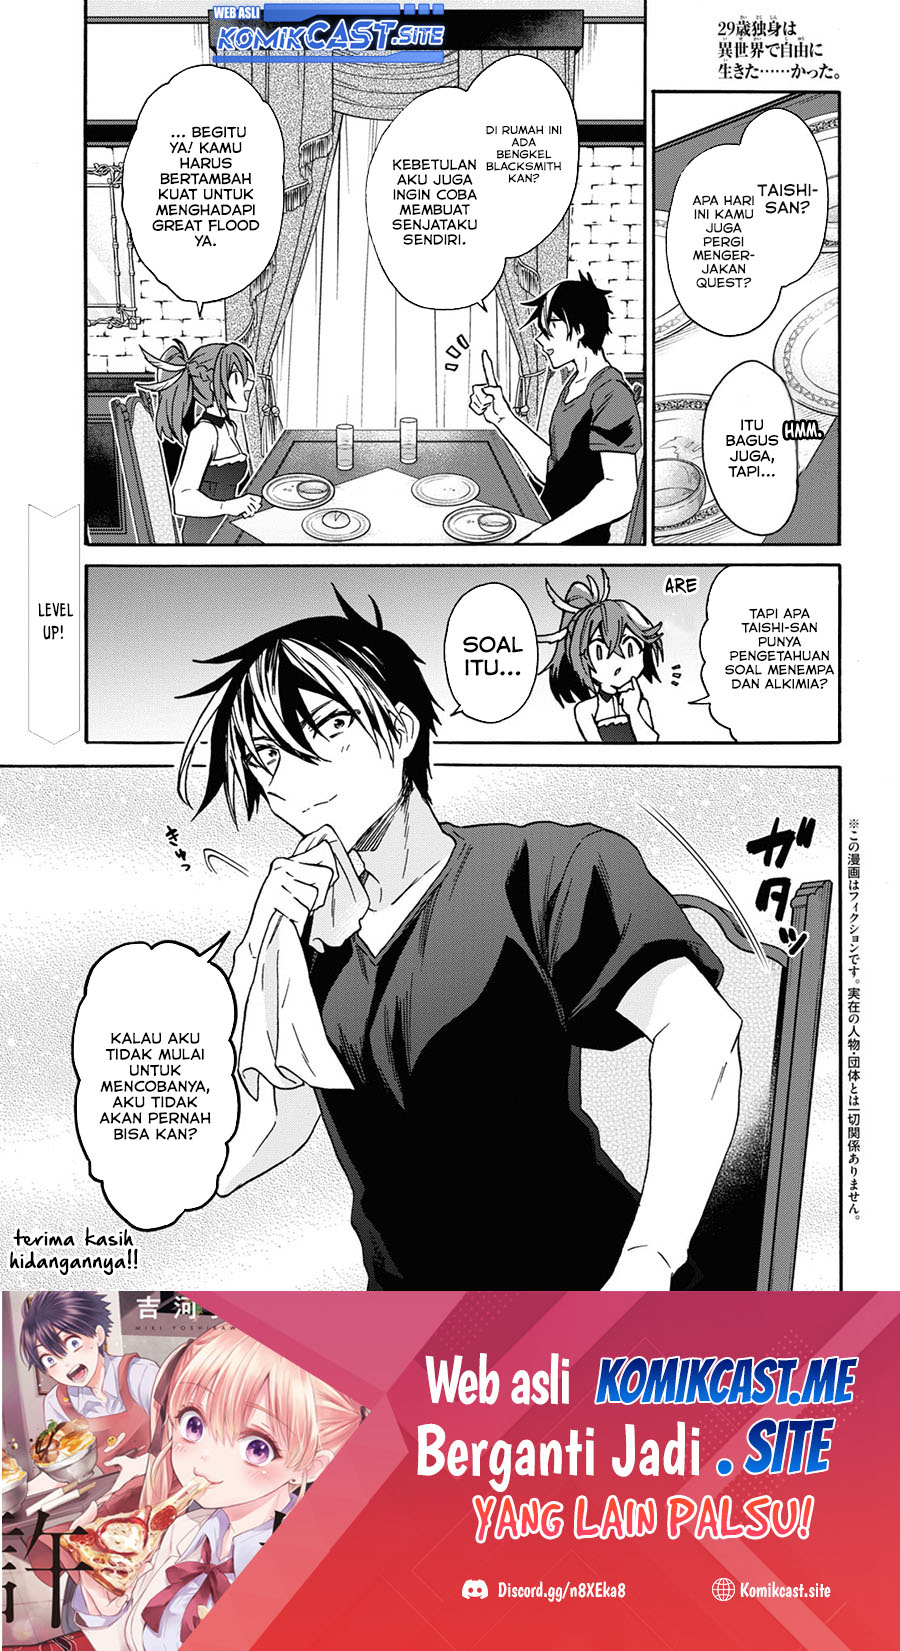 WEB ASLI
KOMIKCAST.SITE
29歳独身は
異世界で自由に
生きた……かった。
TAISHI-
SAN?
APA HARI
INI KAMU
JUGA
PERGI
MENGER-
JAKAN
QUEST?
ITU
BAGUS
JUGA,
TAPI...
HMM.
DI RUMAH INI
ADA
BENGKEL
BLACKSMITH
KAN?
KEBETULAN
AKU JUGA
INGIN COBA
MEMBUAT
SENJATAKU
SENDIRI.
... BEGITU
YA! KAMU
HARUS
BERTAMBAH
KUAT UNTUK
MENGHADAPI
GREAT FLOOD
YA.
LEVEL
UP!
ARE
TAPI APA
TAISHI-SAN
PUNYA
PENGETAHUAN
SOAL MENEMPA
DAN ALKIMIA?
SOAL
ITU...
ガタッ
きゅっ
KALAU AKU
TIDAK MULAI
UNTUK
MENCOBANYA,
AKU TIDAK
AKAN PERNAH
BISA KAN?
terima kasih
hidangannya!!
※この漫画はフィクションです。実在の人物・団体とは一切関係ありません。
吉河
MIKI YOSHIKAW
許
Web asli KOMIKCAST.ME
Berganti Jadi .SITE
YANG LAIN PALSU!
Discord.gg/n8XEka8
Komikcast.site